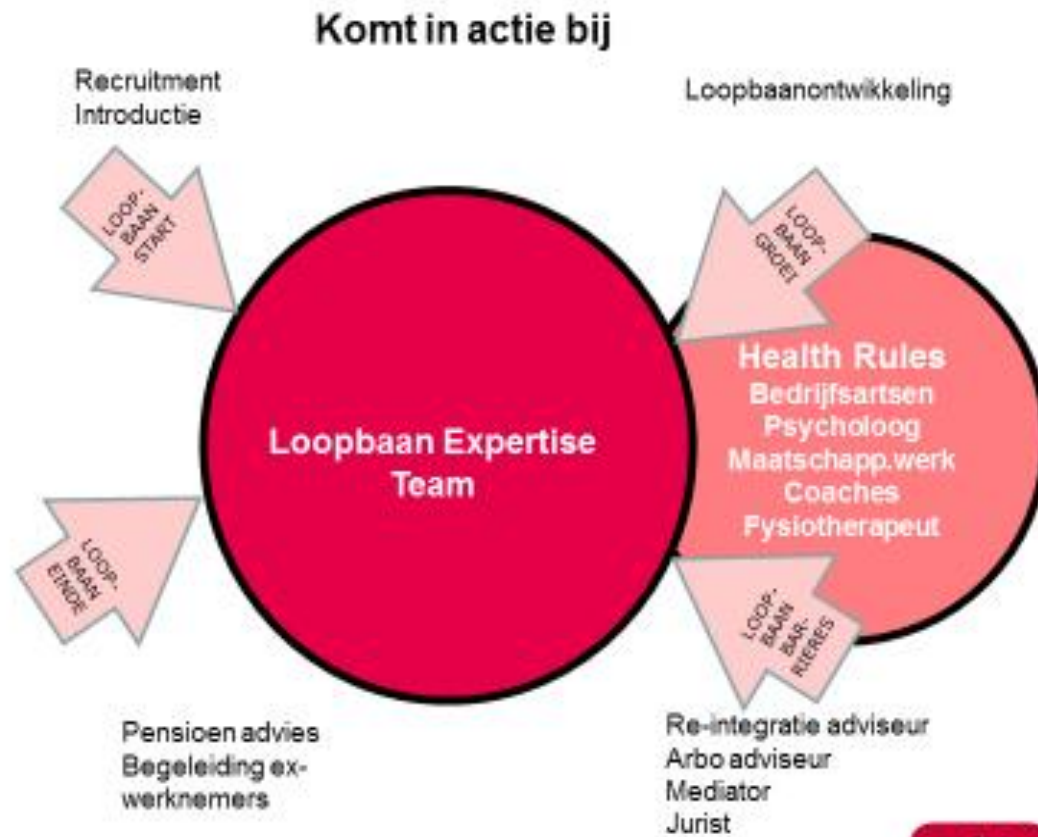 Komt in actie bij
Recruitment
Introductie
Loopbaanontwikkeling
LOOP-
BAAN
START
LOOP-
BAAN
GROEI
Loopbaan Expertise
Team
Health Rules
Bedrijfsartsen
Psycholoog
Maatschapp.werk
Coaches
Fysiotherapeut
LOOP-
BAAN
EINDE
LOOP-
BAAN
BAR-
RIERES
Pensioen advies
Begeleiding ex-
werknemers
Re-integratie adviseur
Arbo adviseur
Mediator
Jurist